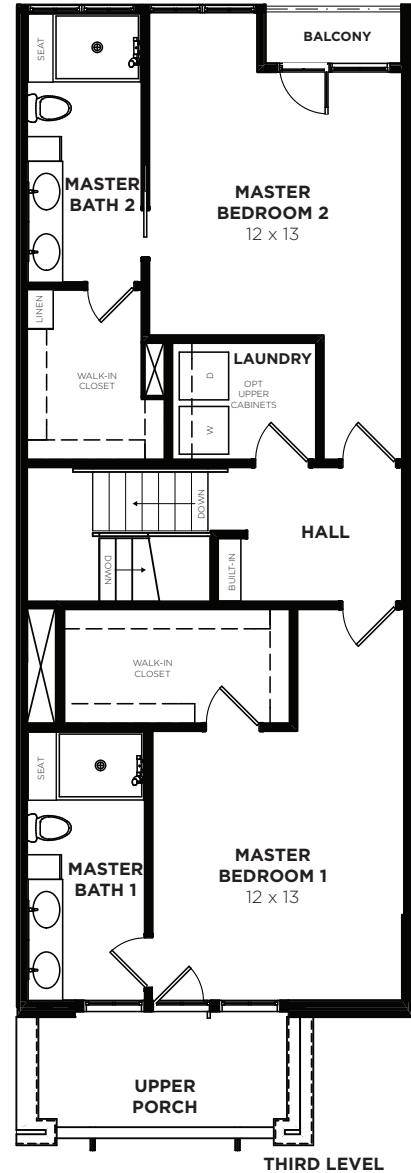 SEAT
BALCONY
MASTER
BATH 2
MASTER
BEDROOM 2
12 x 13
LINEN
WALK-IN
CLOSET
LAUNDRY
D
OPT
UPPER
CABINETS
W
DOWN
HALL
DOWN
BUILT-IN
WALK-IN
CLOSET
SEAT
MASTER
BATH 1
MASTER
BEDROOM 1
12 x 13
UPPER
PORCH
THIRD LEVEL